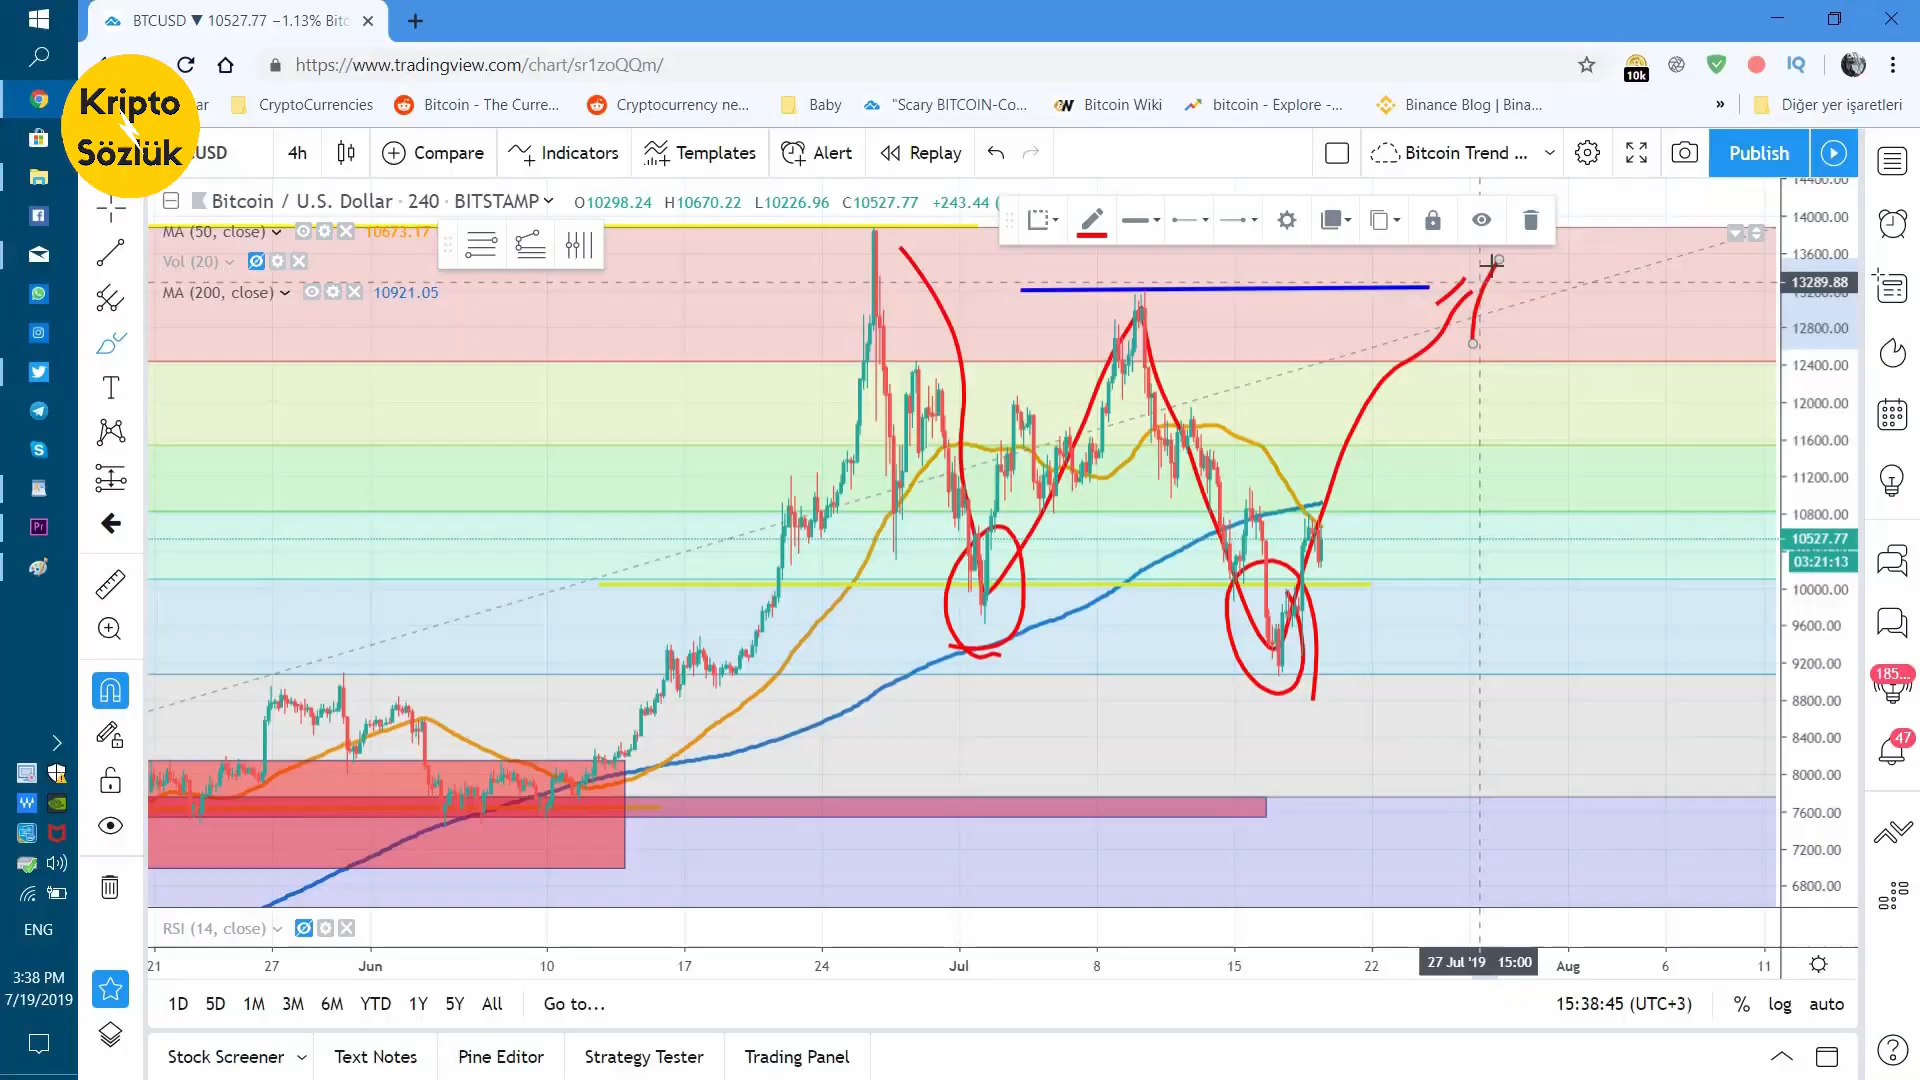 BTCUSD ▼ 10527.77 −1.13% Bitc
https://www.tradingview.com/chart/sr1zoQQm/
10k
IQ
Kripto
Sözlük
ar
CryptoCurrencies
Bitcoin - The Curre...
Cryptocurrency ne...
Baby
"Scary BITCOIN-Co...
Bitcoin Wiki
bitcoin - Explore -...
Binance Blog | Bina...
»
Diğer yer işaretleri
USD
4h
Compare
Indicators
Templates
Alert
Replay
Bitcoin Trend ...
Publish
Bitcoin / U.S. Dollar · 240 · BITSTAMP
O10298.24 H10670.22 L10226.96 C10527.77 +243.44 (
MA (50, close) 10673.17
Vol (20)
MA (200, close) 10921.05
14400.00
14000.00
13600.00
13289.88
12800.00
12400.00
12000.00
11600.00
11200.00
10800.00
10527.77
03:21:13
10000.00
9600.00
9200.00
8800.00
8400.00
8000.00
7600.00
7200.00
6800.00
185...
47
Pr
RSI (14, close)
21 27 Jun 10 17 24 Jul 8 15 22 27 Jul '19 15:00 Aug 6 11
ENG
3:38 PM
7/19/2019
1D 5D 1M 3M 6M YTD 1Y 5Y All Go to...
15:38:45 (UTC+3) % log auto
Stock Screener Text Notes Pine Editor Strategy Tester Trading Panel